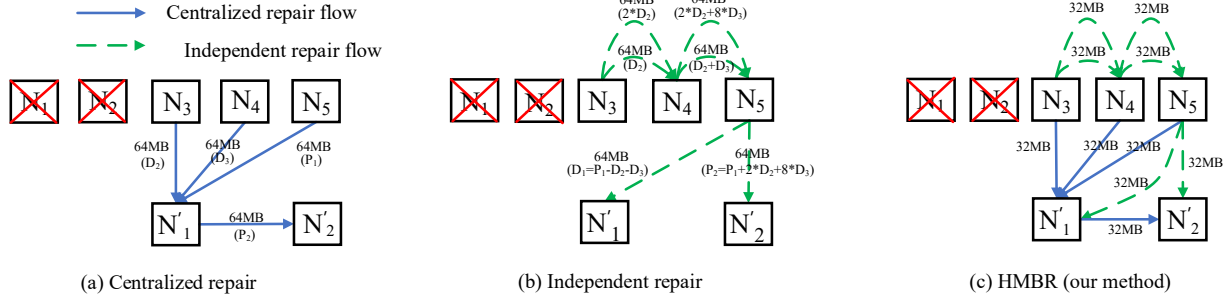 Centralized repair flow
Independent repair flow
N₁
N₂
N₃
N₄
N₅
64MB
(D₂)
64MB
(D₃)
64MB
(P₁)
N′₁
64MB
(P₂)
N′₂
(a) Centralized repair
64MB
(2*D₂)
64MB
(2*D₂+8*D₃)
64MB
(D₂)
64MB
(D₂+D₃)
N₁
N₂
N₃
N₄
N₅
64MB
(D₁=P₁-D₂-D₃)
64MB
(P₂=P₁+2*D₂+8*D₃)
N′₁
N′₂
(b) Independent repair
32MB
32MB
32MB
32MB
N₁
N₂
N₃
N₄
N₅
32MB
32MB
32MB
32MB
32MB
N′₁
32MB
N′₂
(c) HMBR (our method)